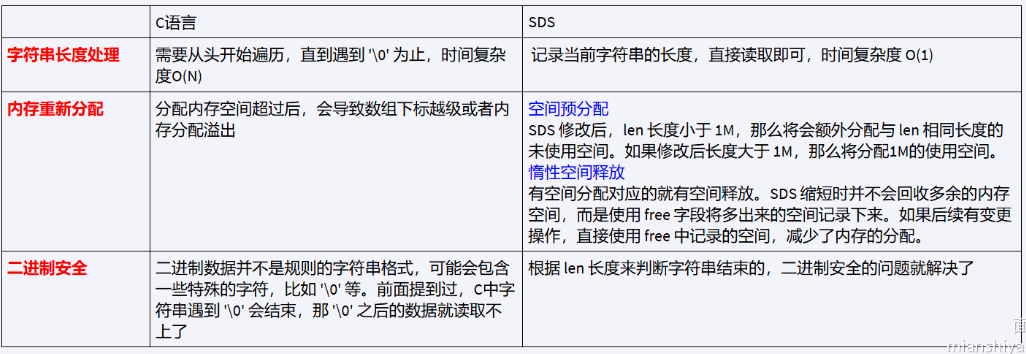 C语言 SDS
字符串长度处理 需要从头开始遍历，直到遇到 '\0' 为止，时间复杂 记录当前字符串的长度，直接读取即可，时间复杂度 O(1)
度O(N)
内存重新分配 分配内存空间超过后，会导致数组下标越级或者内 空间预分配
存分配溢出 SDS 修改后，len 长度小于 1M，那么将会额外分配与 len 相同长度的
未使用空间。如果修改后长度大于 1M，那么将分配1M的使用空间。
惰性空间释放
有空间分配对应的就有空间释放。SDS 缩短时并不会回收多余的内存
空间，而是使用 free 字段将多出来的空间记录下来。如果后续有变更
操作，直接使用 free 中记录的空间，减少了内存的分配。
二进制安全 二进制数据并不是规则的字符串格式，可能会包含 根据 len 长度来判断字符串结束的，二进制安全的问题就解决了
一些特殊的字符，比如 '\0' 等。前面提到过，C中字
符串遇到 '\0' 会结束，那 '\0' 之后的数据就读取不
上了
面
mianshiya